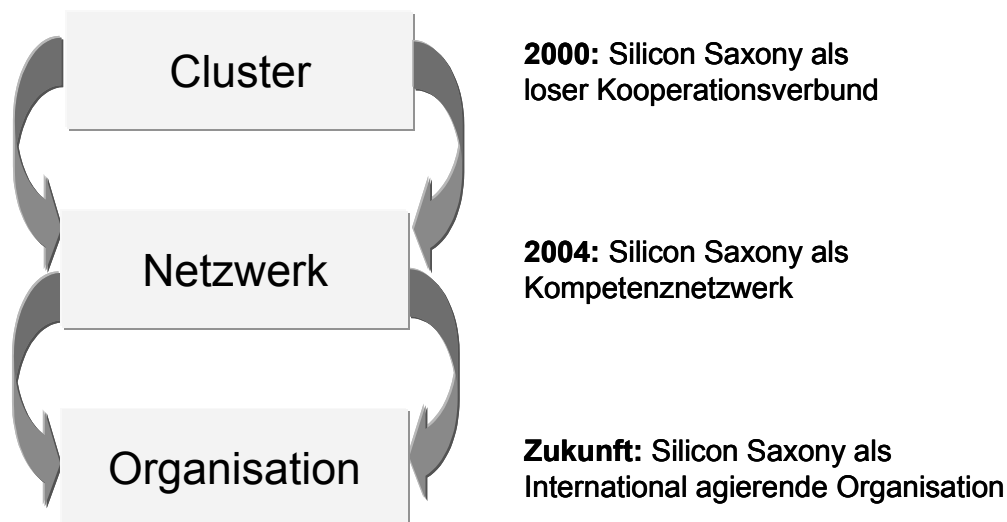 Cluster
2000: Silicon Saxony als
loser Kooperationsverbund
Netzwerk
2004: Silicon Saxony als
Kompetenznetzwerk
Organisation
Zukunft: Silicon Saxony als
International agierende Organisation